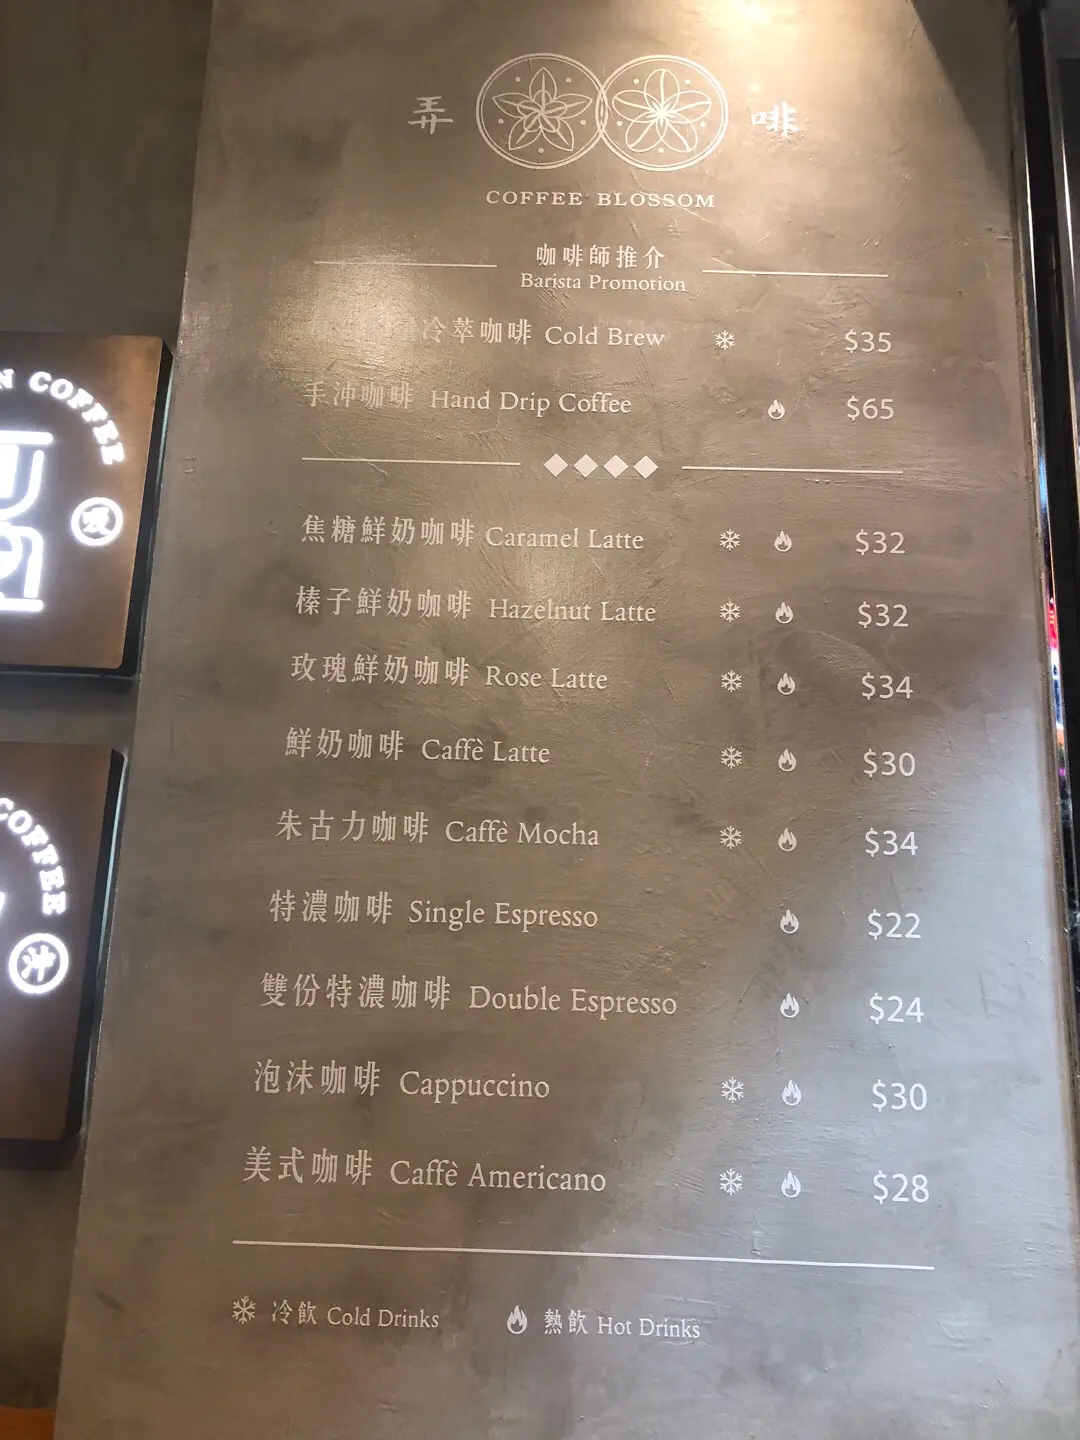 弄 啡
COFFEE BLOSSOM
咖啡師推介
Barista Promotion
冷萃咖啡 Cold Brew $35
手沖咖啡 Hand Drip Coffee $65
焦糖鮮奶咖啡 Caramel Latte $32
榛子鮮奶咖啡 Hazelnut Latte $32
玫瑰鮮奶咖啡 Rose Latte $34
鮮奶咖啡 Caffè Latte $30
朱古力咖啡 Caffè Mocha $34
特濃咖啡 Single Espresso $22
雙份特濃咖啡 Double Espresso $24
泡沫咖啡 Cappuccino $30
美式咖啡 Caffè Americano $28
冷飲 Cold Drinks 熱飲 Hot Drinks
COFFEE
COFFEE
沖